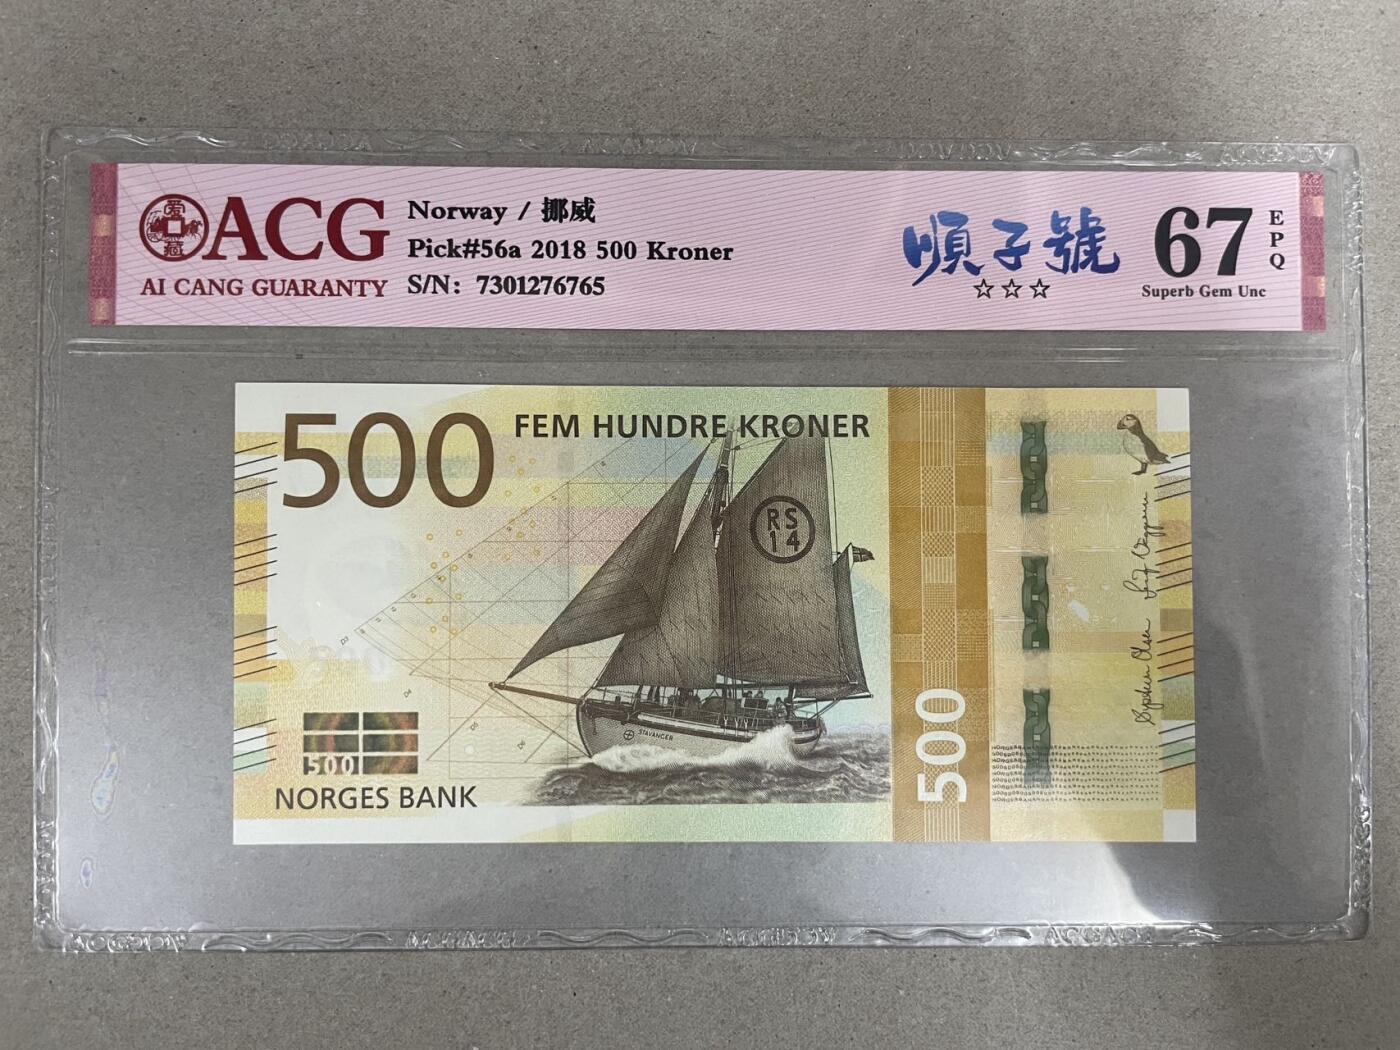 ACG
AI CANG GUARANTY
Norway / 挪威
Pick#56a 2018 500 Kroner
S/N: 7301276765
順子號
☆☆☆
67
EPQ
Superb Gem Unc
500
FEM HUNDRE KRONER
RS
14
STAVANGER
500
NORGES BANK
500